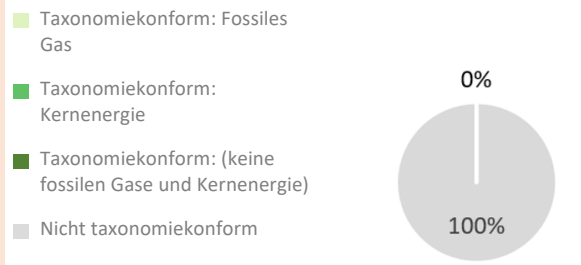 Taxonomiekonform: Fossiles
Gas
Taxonomiekonform:
Kernenergie
Taxonomiekonform: (keine
fossilen Gase und Kernenergie)
Nicht taxonomiekonform
0%
100%